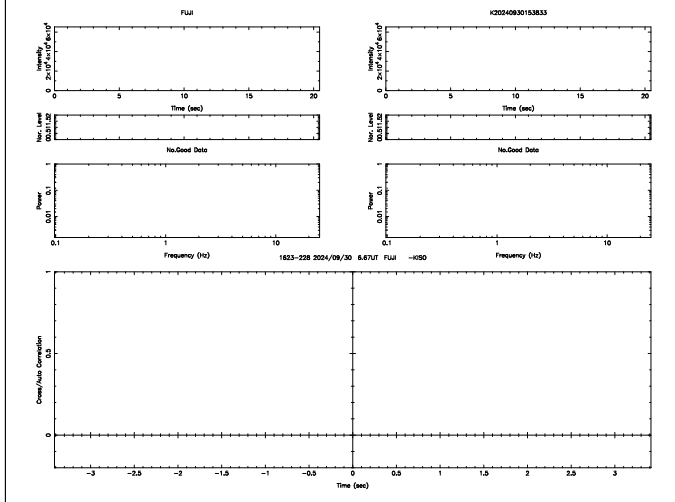 FUJI
K20240930153833
Intensity
0 2×10⁴ 4×10⁴ 6×10⁴
0 5 10 15 20
Time (sec)
Intensity
0 2×10⁴ 4×10⁴ 6×10⁴
0 5 10 15 20
Time (sec)
Nor. Level
0 0.5 1 1.5 2
Nor. Level
0 0.5 1 1.5 2
No.Good Data
No.Good Data
Power
0.01 0.1 1
0.1 1 10
Frequency (Hz)
Power
0.01 0.1 1
0.1 1 10
Frequency (Hz)
1623-228 2024/09/30 6.67UT FUJI -KISO
Cross/Auto Correlation
0 0.5 1
-3 -2.5 -2 -1.5 -1 -0.5 0 0.5 1 1.5 2 2.5 3
Time (sec)